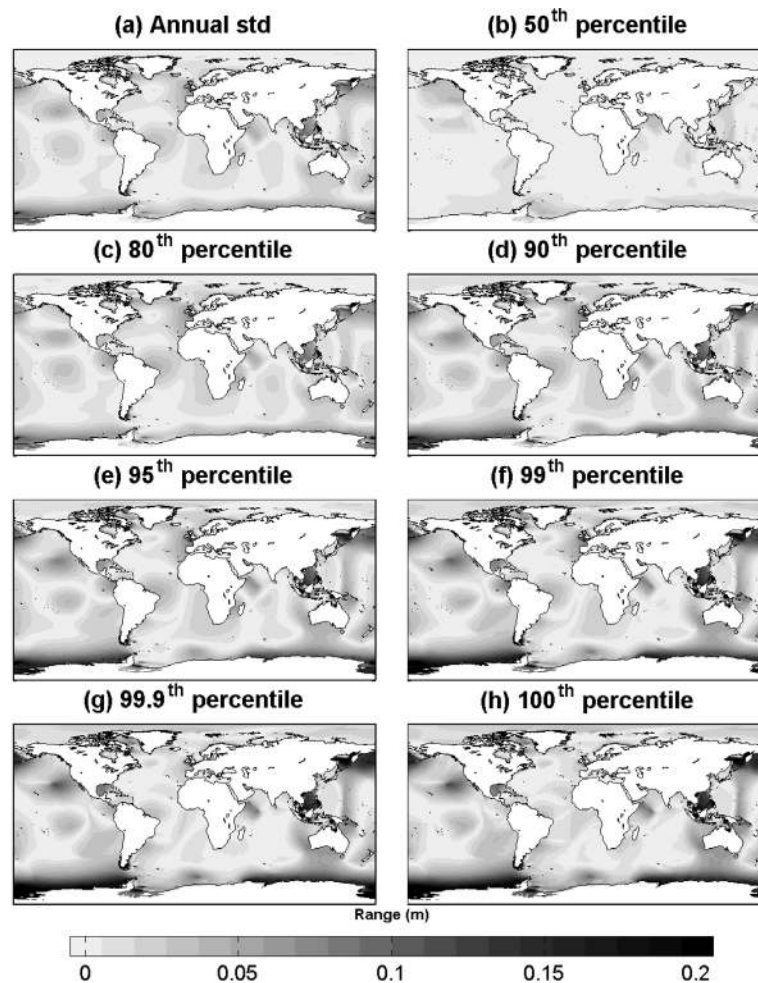 (a) Annual std
(b) 50th percentile
(c) 80th percentile
(d) 90th percentile
(e) 95th percentile
(f) 99th percentile
(g) 99.9th percentile
(h) 100th percentile
Range (m)
0 0.05 0.1 0.15 0.2